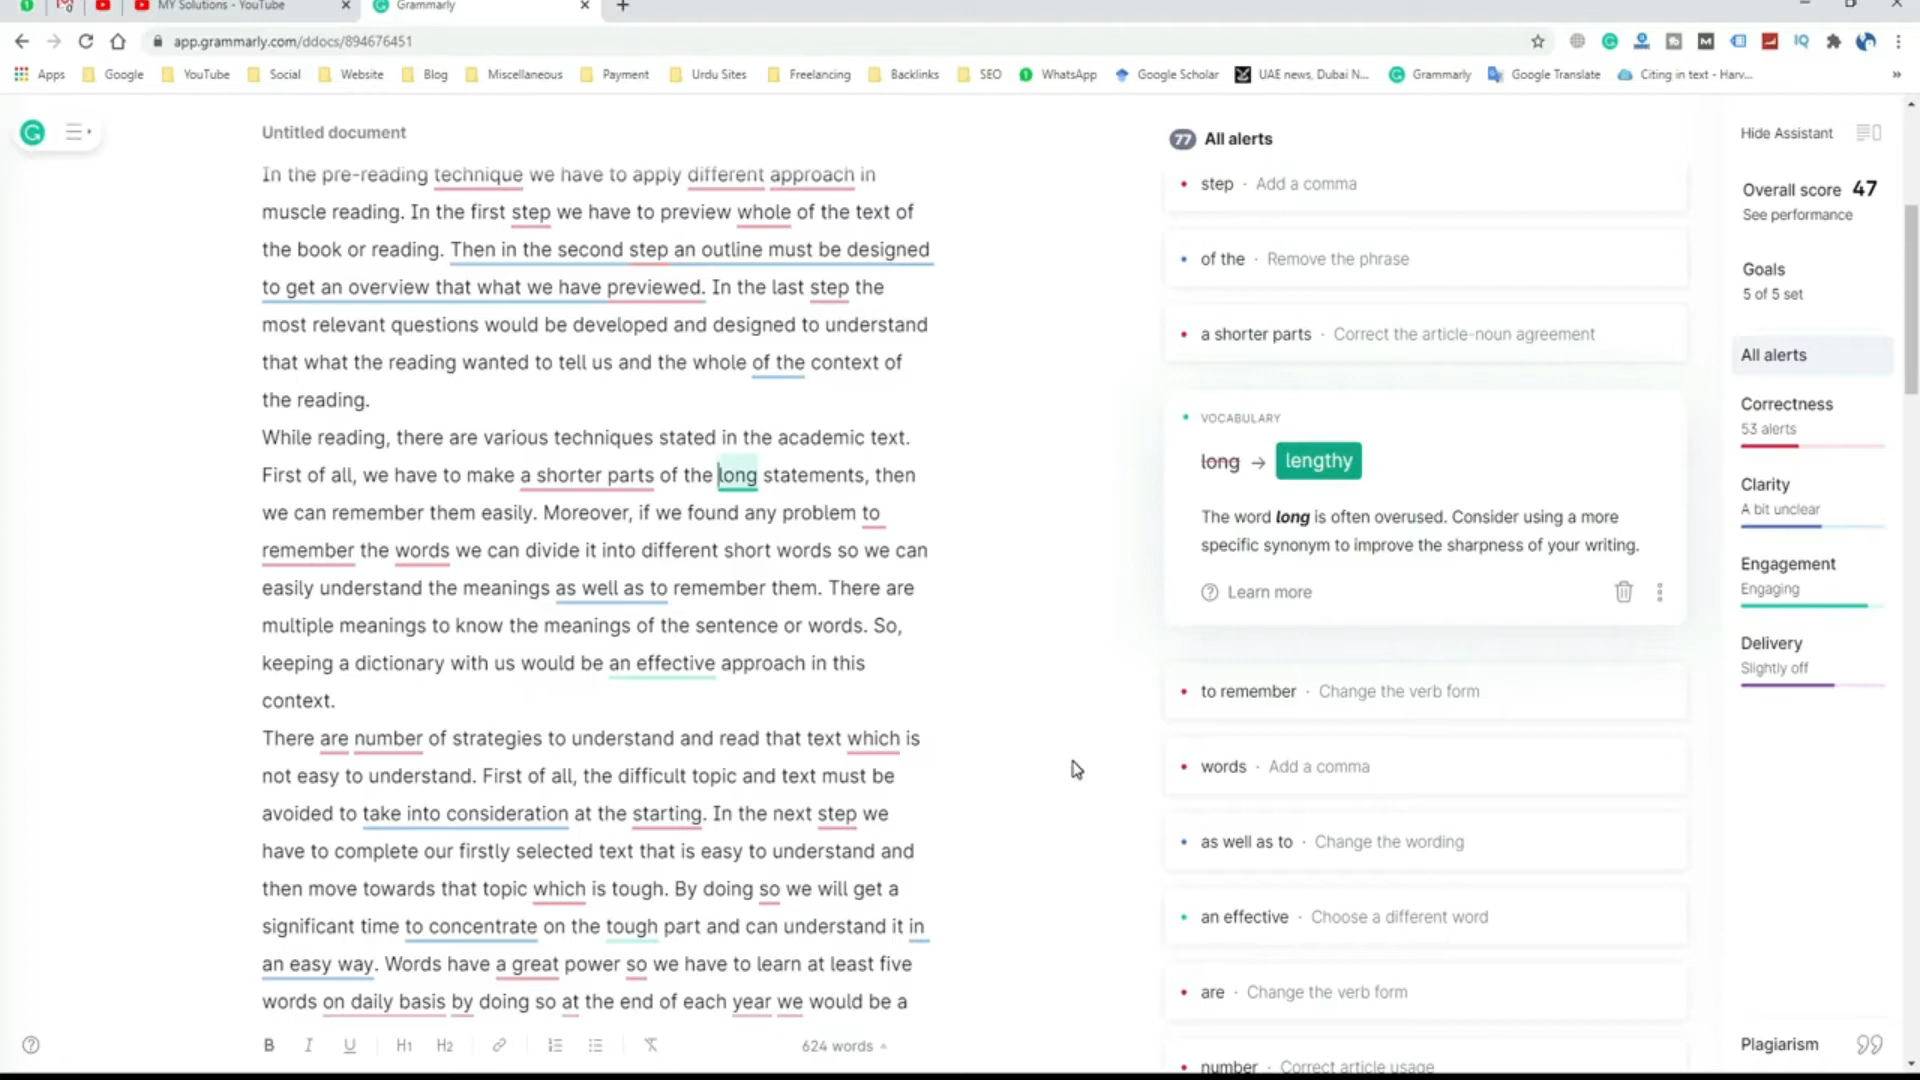 MY Solutions - YouTube
Grammarly
app.grammarly.com/ddocs/894676451
Apps Google YouTube Social Website Blog Miscellaneous Payment Urdu Sites Freelancing Backlinks SEO WhatsApp Google Scholar UAE news, Dubai N... Grammarly Google Translate Citing in text - Harv... »
Untitled document
In the pre-reading technique we have to apply different approach in
muscle reading. In the first step we have to preview whole of the text of
the book or reading. Then in the second step an outline must be designed
to get an overview that what we have previewed. In the last step the
most relevant questions would be developed and designed to understand
that what the reading wanted to tell us and the whole of the context of
the reading.
While reading, there are various techniques stated in the academic text.
First of all, we have to make a shorter parts of the long statements, then
we can remember them easily. Moreover, if we found any problem to
remember the words we can divide it into different short words so we can
easily understand the meanings as well as to remember them. There are
multiple meanings to know the meanings of the sentence or words. So,
keeping a dictionary with us would be an effective approach in this
context.
There are number of strategies to understand and read that text which is
not easy to understand. First of all, the difficult topic and text must be
avoided to take into consideration at the starting. In the next step we
have to complete our firstly selected text that is easy to understand and
then move towards that topic which is tough. By doing so we will get a
significant time to concentrate on the tough part and can understand it in
an easy way. Words have a great power so we have to learn at least five
words on daily basis by doing so at the end of each year we would be a
B I U H1 H2
624 words
77 All alerts
step · Add a comma
of the · Remove the phrase
a shorter parts · Correct the article-noun agreement
VOCABULARY
long → lengthy
The word long is often overused. Consider using a more
specific synonym to improve the sharpness of your writing.
Learn more
to remember · Change the verb form
words · Add a comma
as well as to · Change the wording
an effective · Choose a different word
are · Change the verb form
number · Correct article usage
Hide Assistant
Overall score 47
See performance
Goals
5 of 5 set
All alerts
Correctness
53 alerts
Clarity
A bit unclear
Engagement
Engaging
Delivery
Slightly off
Plagiarism